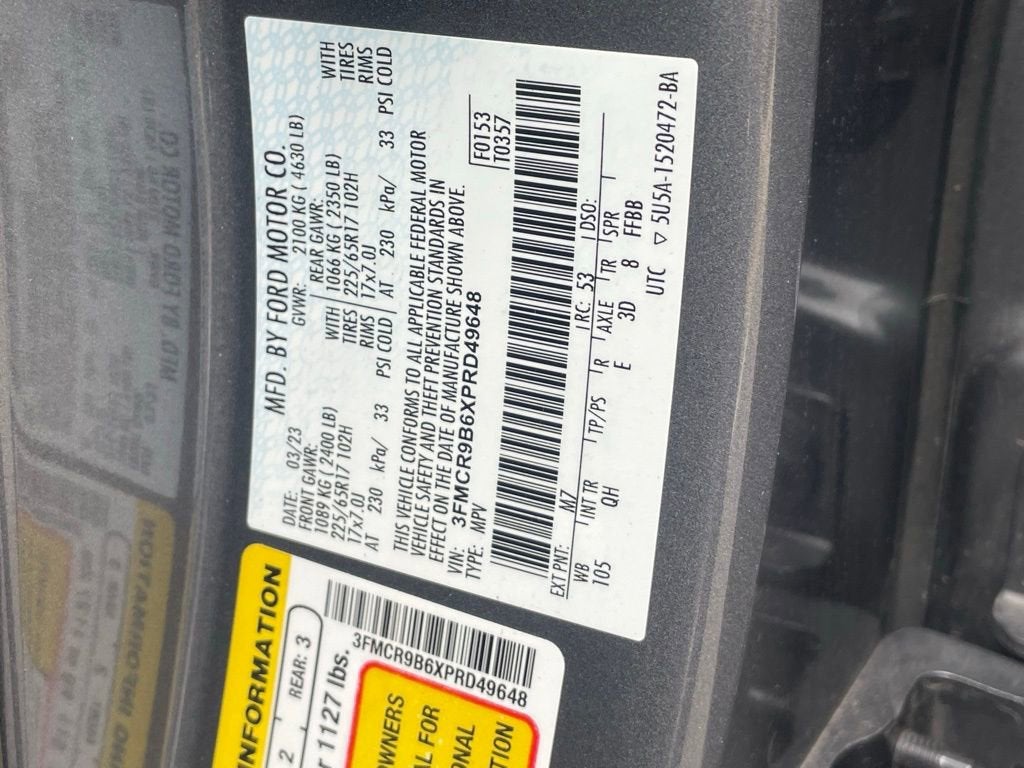 MFD. BY FORD MOTOR CO.
DATE: 03/23 GVWR: 2100 KG ( 4630 LB)
FRONT GAWR: REAR GAWR:
1089 KG ( 2400 LB) WITH 1066 KG ( 2350 LB) WITH
225/65R17 102H TIRES 225/65R17 102H TIRES
17x7.0J RIMS 17x7.0J RIMS
AT 230 kPa/ 33 PSI COLD AT 230 kPa/ 33 PSI COLD
THIS VEHICLE CONFORMS TO ALL APPLICABLE FEDERAL MOTOR
VEHICLE SAFETY AND THEFT PREVENTION STANDARDS IN
EFFECT ON THE DATE OF MANUFACTURE SHOWN ABOVE.
VIN: 3FMCR9B6XPRD49648
TYPE: MPV
F0153
T0357
EXT PNT: M7 RC: 53 DSO:
WB INT TR TP/PS R AXLE TR SPR
105 QH E 3D 8 FFBB
UTC ▽ 5U5A-1520472-BA
INFORMATION
2 REAR: 3
1127 lbs.
3FMCR9B6XPRD49648
OWNERS
FOR